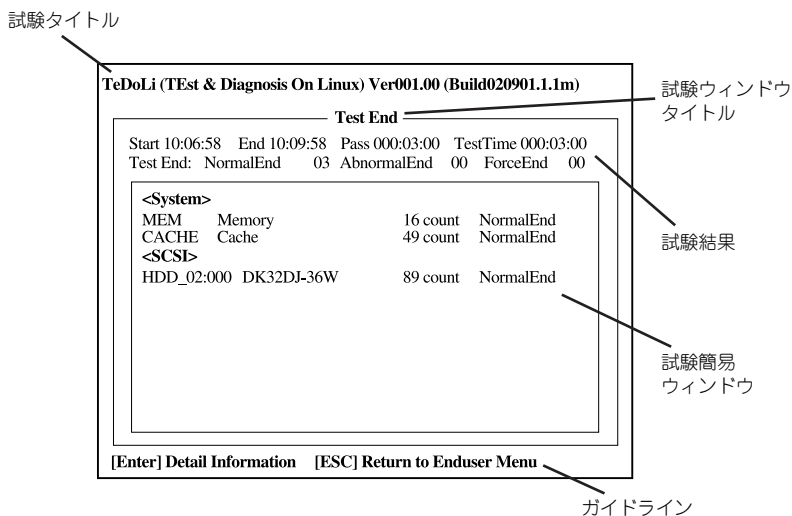 試験タイトル
TeDoLi (TEst & Diagnosis On Linux) Ver001.00 (Build020901.1.1m)
試験ウィンドウ
タイトル
Test End
Start 10:06:58 End 10:09:58 Pass 000:03:00 TestTime 000:03:00
Test End: NormalEnd 03 AbnormalEnd 00 ForceEnd 00
試験結果
<System>
MEM Memory 16 count NormalEnd
CACHE Cache 49 count NormalEnd
<SCSI>
HDD_02:000 DK32DJ-36W 89 count NormalEnd
試験簡易
ウィンドウ
[Enter] Detail Information [ESC] Return to Enduser Menu
ガイドライン